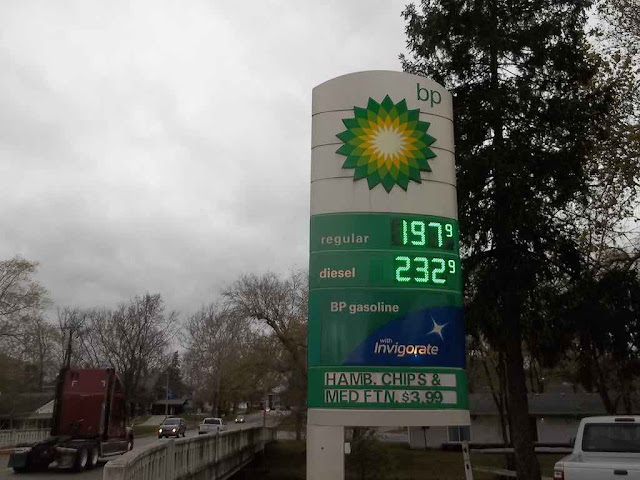 bp
regular 197 9
diesel 232 9
BP gasoline
with
Invigorate
HAMB. CHIPS &
MED FTN. $3.99